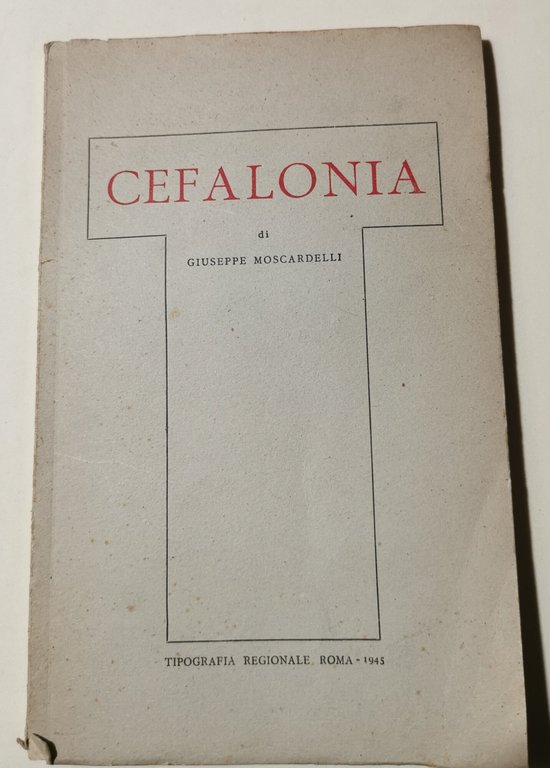 CEFALONIA
di
GIUSEPPE MOSCARDELLI
TIPOGRAFIA REGIONALE ROMA - 1945